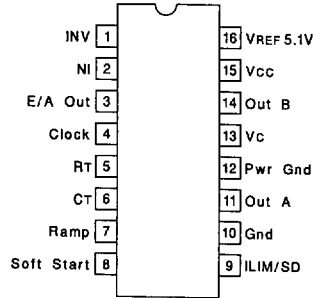 INV 1
NI 2
E/A Out 3
Clock 4
RT 5
CT 6
Ramp 7
Soft Start 8
16 VREF 5.1V
15 VCC
14 Out B
13 VC
12 Pwr Gnd
11 Out A
10 Gnd
9 ILIM/SD